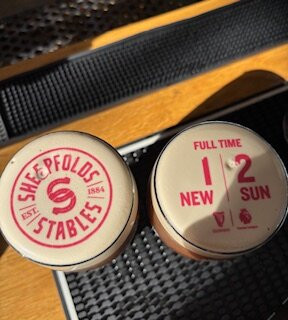 SHEEPFOLDS
EST. 1884
STABLES
FULL TIME
1 2
NEW SUN